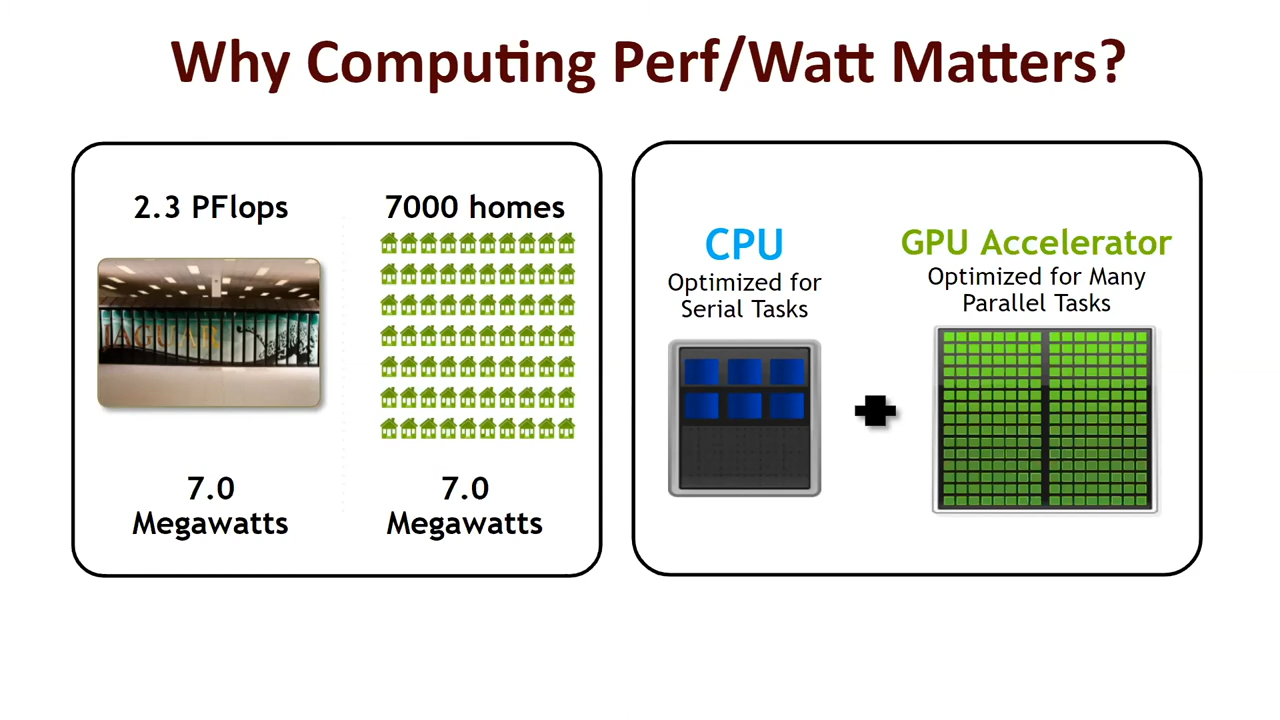 Why Computing Perf/Watt Matters?
2.3 PFlops
7000 homes
JAGUAR
7.0
Megawatts
7.0
Megawatts
CPU
Optimized for
Serial Tasks
GPU Accelerator
Optimized for Many
Parallel Tasks